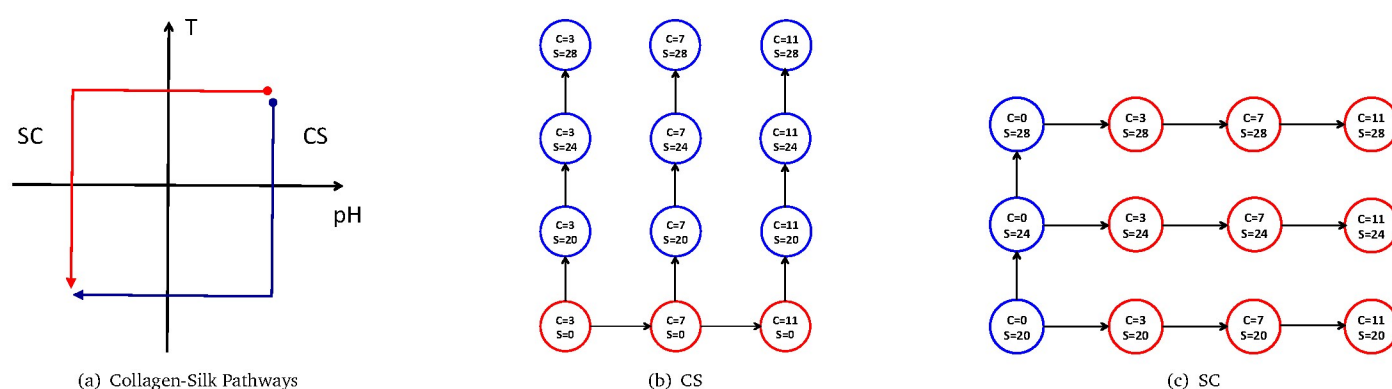 T
SC
CS
pH
(a) Collagen-Silk Pathways
C=3
S=28
C=7
S=28
C=11
S=28
C=3
S=24
C=7
S=24
C=11
S=24
C=3
S=20
C=7
S=20
C=11
S=20
C=3
S=0
C=7
S=0
C=11
S=0
(b) CS
C=0
S=28
C=3
S=28
C=7
S=28
C=11
S=28
C=0
S=24
C=3
S=24
C=7
S=24
C=11
S=24
C=0
S=20
C=3
S=20
C=7
S=20
C=11
S=20
(c) SC